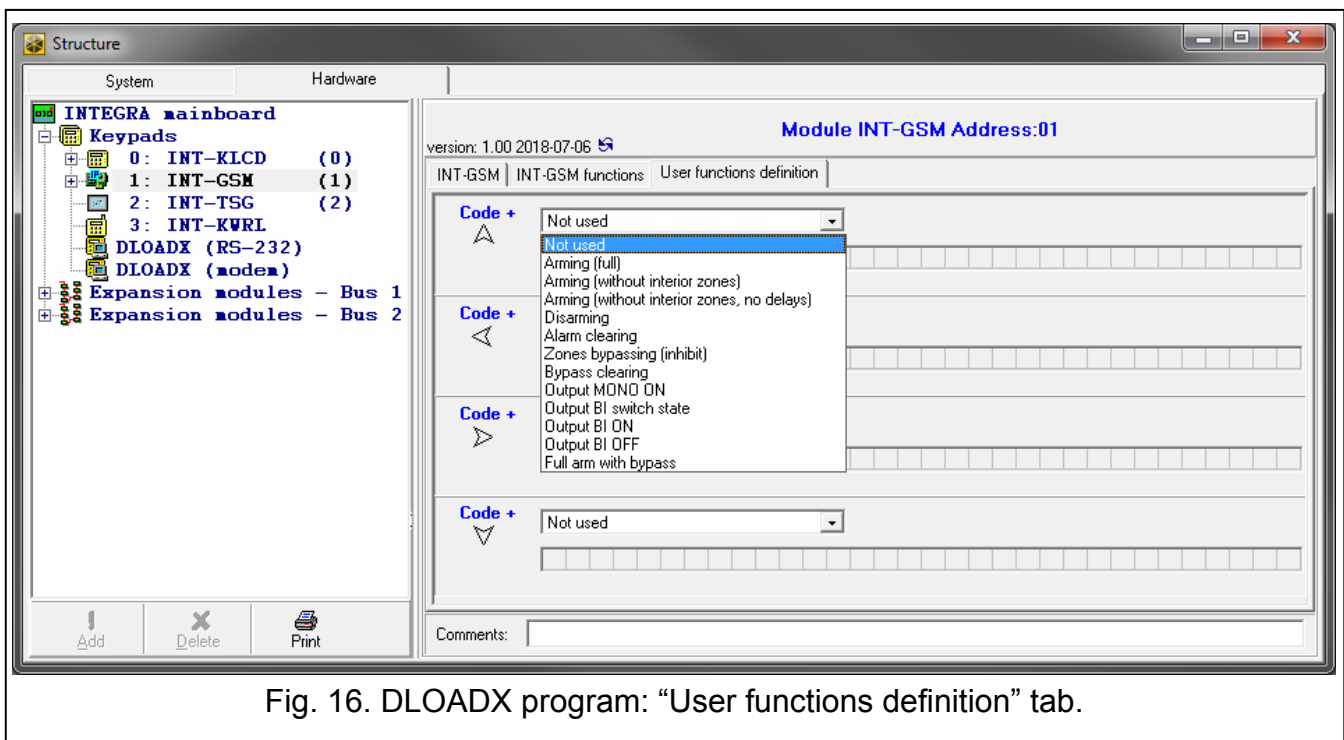 Structure
System
Hardware
INTEGRA mainboard
Keypads
0: INT-KLCD (0)
1: INT-GSM (1)
2: INT-TSG (2)
3: INT-KWRL
DLOADX (RS-232)
DLOADX (modem)
Expansion modules - Bus 1
Expansion modules - Bus 2
Add
Delete
Print
Module INT-GSM Address:01
version: 1.00 2018-07-06
INT-GSM
INT-GSM functions
User functions definition
Code +
Not used
Not used
Arming (full)
Arming (without interior zones)
Arming (without interior zones, no delays)
Disarming
Alarm clearing
Zones bypassing (inhibit)
Bypass clearing
Output MONO ON
Output BI switch state
Output BI ON
Output BI OFF
Full arm with bypass
Code +
Code +
Code +
Not used
Comments:
Fig. 16. DLOADX program: “User functions definition” tab.